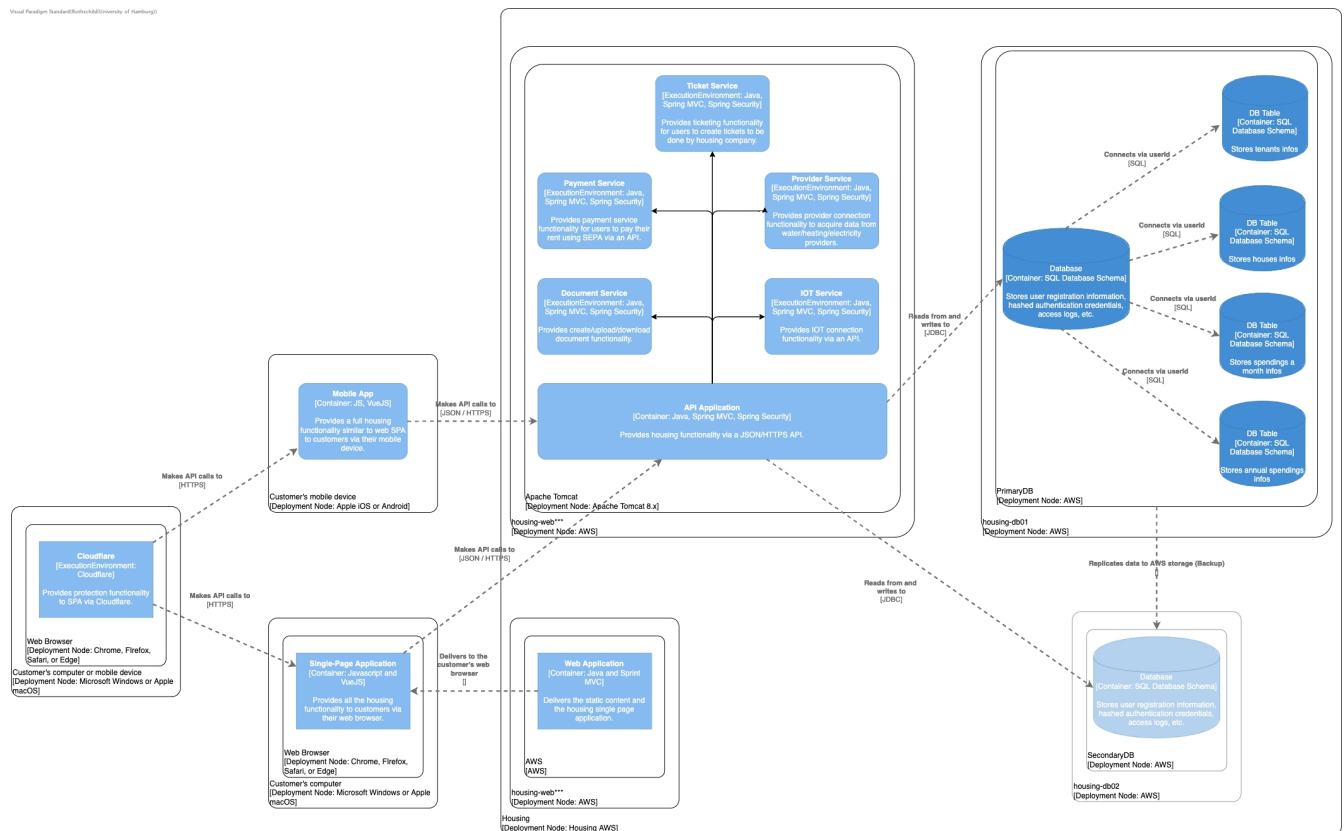 Visual Paradigm Standard(Rothschild(University of Hamburg))
Ticket Service
[ExecutionEnvironment: Java,
Spring MVC, Spring Security]
Provides ticketing functionality
for users to create tickets to be
done by housing company.
Payment Service
[ExecutionEnvironment: Java,
Spring MVC, Spring Security]
Provides payment service
functionality for users to pay their
rent using SEPA via an API.
Provider Service
[ExecutionEnvironment: Java,
Spring MVC, Spring Security]
Provides provider connection
functionality to acquire data from
water/heating/electricity
providers.
Document Service
[ExecutionEnvironment: Java,
Spring MVC, Spring Security]
Provides create/upload/download
document functionality.
IOT Service
[ExecutionEnvironment: Java,
Spring MVC, Spring Security]
Provides IOT connection
functionality via an API.
API Application
[Container: Java, Spring MVC, Spring Security]
Provides housing functionality via a JSON/HTTPS API.
Apache Tomcat
[Deployment Node: Apache Tomcat 8.x]
housing-web***
[Deployment Node: AWS]
Reads from and
writes to
[JDBC]
Database
[Container: SQL Database Schema]
Stores user registration information,
hashed authentication credentials,
access logs, etc.
Connects via userId
[SQL]
Connects via userId
[SQL]
Connects via userId
[SQL]
Connects via userId
[SQL]
DB Table
[Container: SQL
Database Schema]
Stores tenants infos
DB Table
[Container: SQL
Database Schema]
Stores houses infos
DB Table
[Container: SQL
Database Schema]
Stores spendings a
month infos
DB Table
[Container: SQL
Database Schema]
Stores annual spendings
infos
PrimaryDB
[Deployment Node: AWS]
housing-db01
[Deployment Node: AWS]
Mobile App
[Container: JS, VueJS]
Provides a full housing
functionality similar to web SPA
to customers via their mobile
device.
Customer's mobile device
[Deployment Node: Apple iOS or Android]
Makes API calls to
[JSON / HTTPS]
Makes API calls to
[HTTPS]
Cloudflare
[ExecutionEnvironment:
Cloudflare]
Provides protection functionality
to SPA via Cloudflare.
Web Browser
[Deployment Node: Chrome, Firefox,
Safari, or Edge]
Customer's computer or mobile device
[Deployment Node: Microsoft Windows or Apple
macOS]
Makes API calls to
[HTTPS]
Makes API calls to
[JSON / HTTPS]
Single-Page Application
[Container: Javascript and
VueJS]
Provides all the housing
functionality to customers via
their web browser.
Web Browser
[Deployment Node: Chrome, Firefox,
Safari, or Edge]
Customer's computer
[Deployment Node: Microsoft Windows or Apple
macOS]
Delivers to the
customer's web
browser
[]
Web Application
[Container: Java and Sprint
MVC]
Delivers the static content and
the housing single page
application.
AWS
[AWS]
housing-web***
[Deployment Node: AWS]
Housing
[Deployment Node: Housing AWS]
Reads from and
writes to
[JDBC]
Replicates data to AWS storage (Backup)
[]
Database
[Container: SQL Database Schema]
Stores user registration information,
hashed authentication credentials,
access logs, etc.
SecondaryDB
[Deployment Node: AWS]
housing-db02
[Deployment Node: AWS]